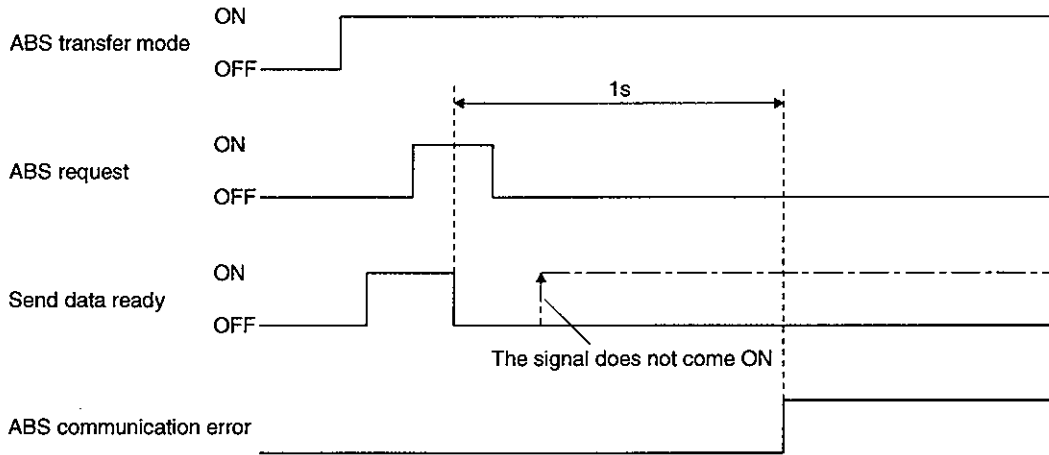 ON
ABS transfer mode
OFF
1s
ON
ABS request
OFF
ON
Send data ready
OFF
The signal does not come ON
ABS communication error